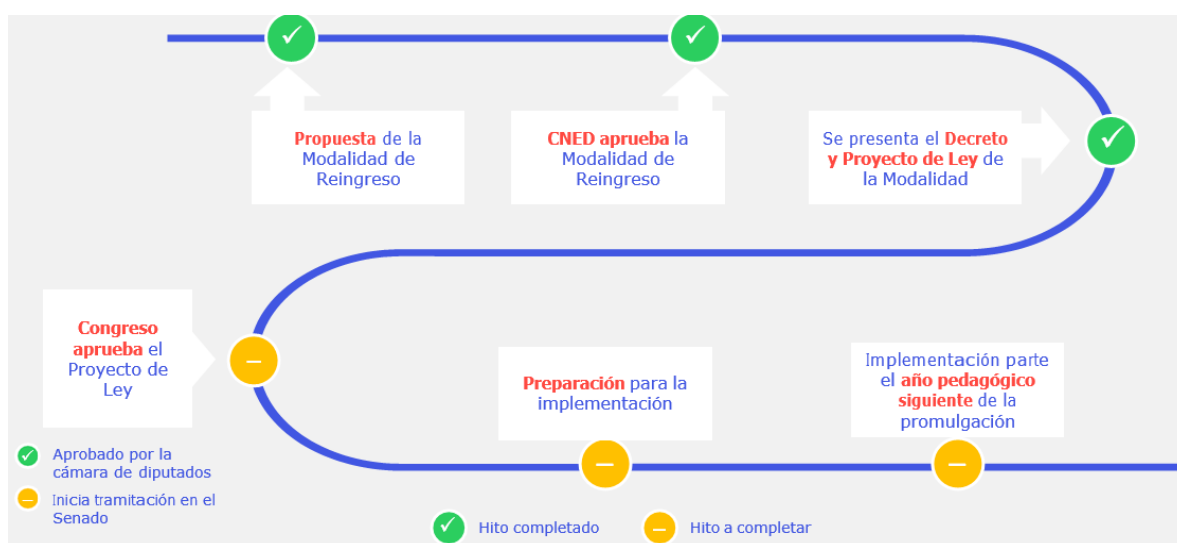 Propuesta de la
Modalidad de
Reingreso
CNED aprueba la
Modalidad de
Reingreso
Se presenta el Decreto
y Proyecto de Ley de
la Modalidad
Congreso
aprueba el
Proyecto de
Ley
Preparación para la
implementación
Implementación parte
el año pedagógico
siguiente de la
promulgación
Aprobado por la
cámara de diputados
Inicia tramitación en el
Senado
Hito completado
Hito a completar